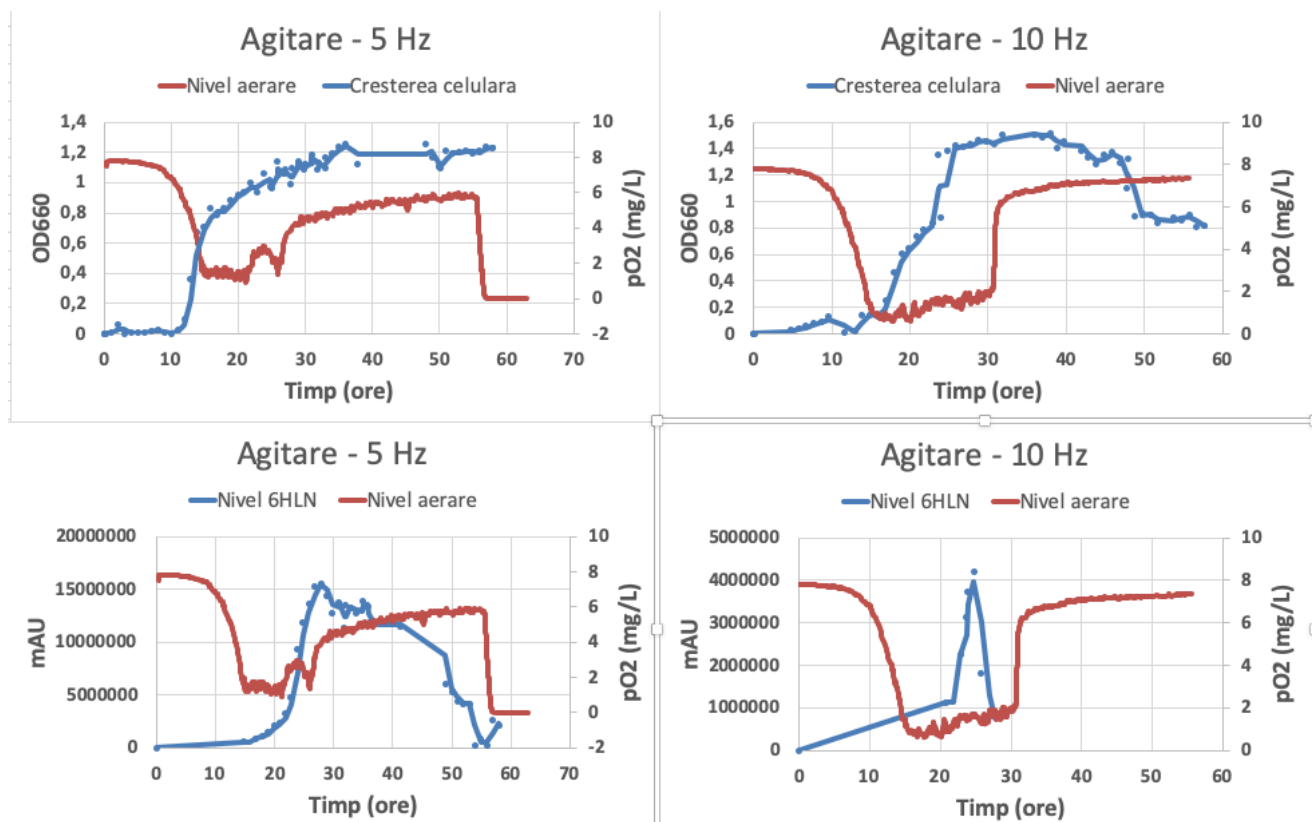 Agitare - 5 Hz
Nivel aerare Cresterea celulara
1,4
1,2
1
0,8
0,6
0,4
0,2
0
OD660
10
8
6
4
2
0
-2
pO2 (mg/L)
0 10 20 30 40 50 60 70
Timp (ore)
Agitare - 10 Hz
Cresterea celulara Nivel aerare
1,6
1,4
1,2
1
0,8
0,6
0,4
0,2
0
OD660
10
8
6
4
2
0
pO2 (mg/L)
0 10 20 30 40 50 60
Timp (ore)
Agitare - 5 Hz
Nivel 6HLN Nivel aerare
20000000
15000000
10000000
5000000
0
mAU
10
8
6
4
2
0
-2
pO2 (mg/L)
0 10 20 30 40 50 60 70
Timp (ore)
Agitare - 10 Hz
Nivel 6HLN Nivel aerare
5000000
4000000
3000000
2000000
1000000
0
mAU
10
8
6
4
2
0
pO2 (mg/L)
0 10 20 30 40 50 60
Timp (ore)